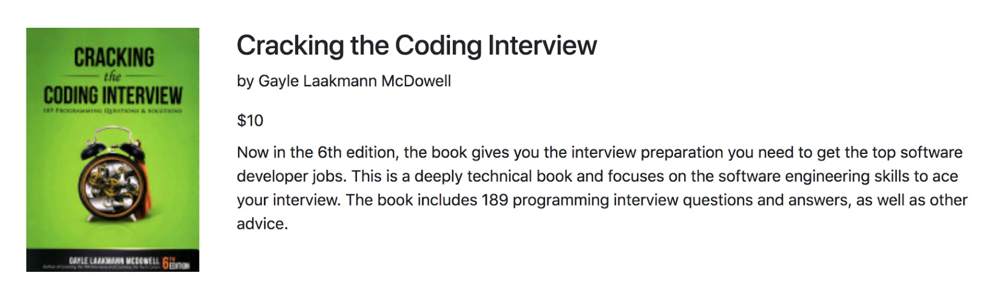 CRACKING
the
CODING INTERVIEW
189 PROGRAMMING QUESTIONS & SOLUTIONS
GAYLE LAAKMANN MCDOWELL
6TH EDITION
Cracking the Coding Interview
by Gayle Laakmann McDowell
$10
Now in the 6th edition, the book gives you the interview preparation you need to get the top software
developer jobs. This is a deeply technical book and focuses on the software engineering skills to ace
your interview. The book includes 189 programming interview questions and answers, as well as other
advice.